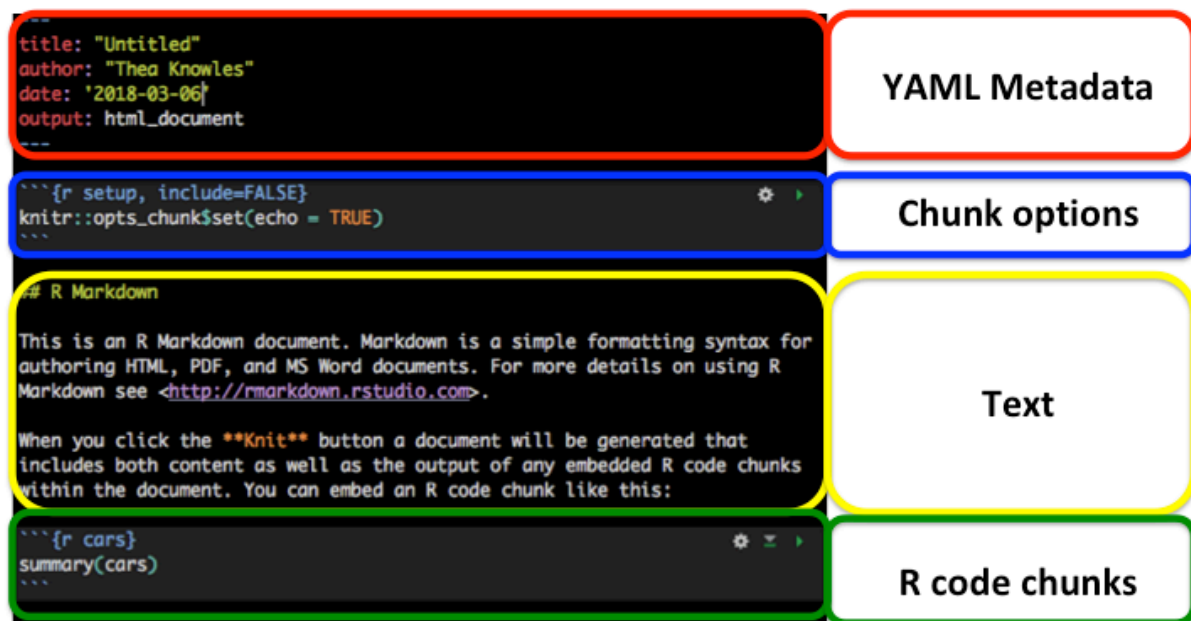 ---
title: "Untitled"
author: "Thea Knowles"
date: '2018-03-06'
output: html_document
---
YAML Metadata
```{r setup, include=FALSE}
knitr::opts_chunk$set(echo = TRUE)
```
Chunk options
## R Markdown
This is an R Markdown document. Markdown is a simple formatting syntax for
authoring HTML, PDF, and MS Word documents. For more details on using R
Markdown see <http://rmarkdown.rstudio.com>.
When you click the **Knit** button a document will be generated that
includes both content as well as the output of any embedded R code chunks
within the document. You can embed an R code chunk like this:
Text
```{r cars}
summary(cars)
```
R code chunks